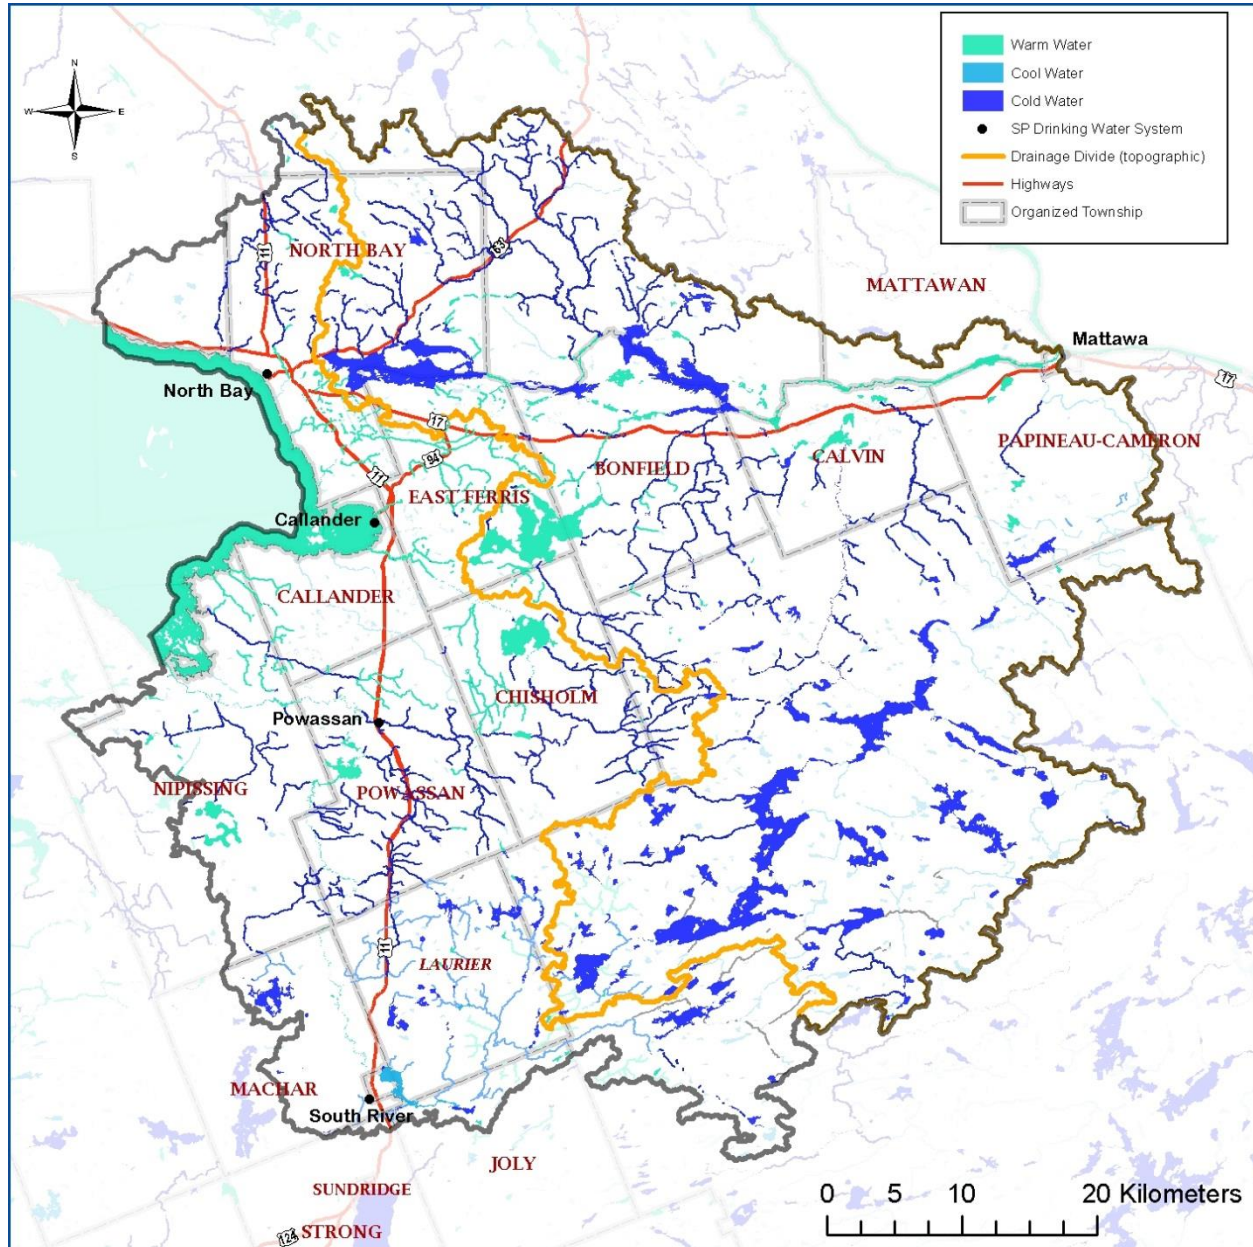 Warm Water
Cool Water
Cold Water
SP Drinking Water System
Drainage Divide (topographic)
Highways
Organized Township
N
W
E
S
11
NORTH BAY
63
MATTAWAN
Mattawa
17
North Bay
17
94
11
BONFIELD
CALVIN
PAPINEAU-CAMERON
EAST FERRIS
Callander
CALLANDER
CHISHOLM
Powassan
NIPISSING
POWASSAN
11
LAURIER
MACHAR
South River
JOLY
SUNDRIDGE
STRONG
124
0 5 10 20 Kilometers